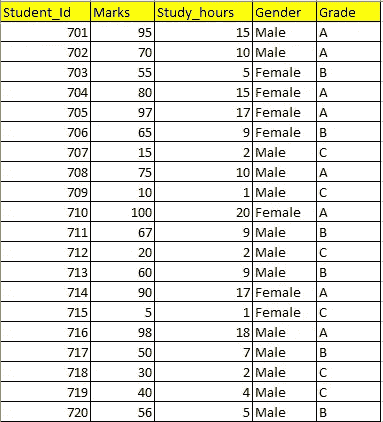 Student_Id Marks Study_hours Gender Grade
701 95 15 Male A
702 70 10 Male A
703 55 5 Female B
704 80 15 Female A
705 97 17 Female A
706 65 9 Female B
707 15 2 Male C
708 75 10 Male A
709 10 1 Male C
710 100 20 Female A
711 67 9 Male B
712 20 2 Male C
713 60 9 Male B
714 90 17 Female A
715 5 1 Female C
716 98 18 Male A
717 50 7 Male B
718 30 2 Male C
719 40 4 Male C
720 56 5 Male B